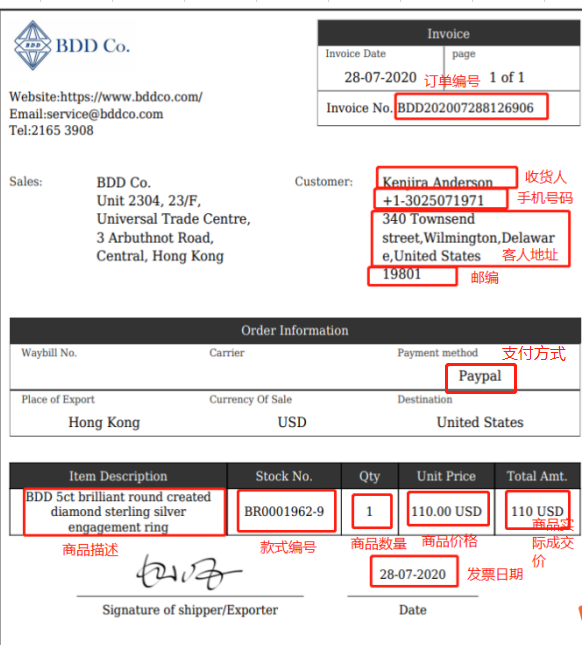 BDD
BDD Co.
Invoice
Invoice Date
page
28-07-2020
订单编号
1 of 1
Website:https://www.bddco.com/
Email:service@bddco.com
Tel:2165 3908
Invoice No.
BDD202007288126906
Sales:
BDD Co.
Unit 2304, 23/F,
Universal Trade Centre,
3 Arbuthnot Road,
Central, Hong Kong
Customer:
Kenjira Anderson
收货人
+1-3025071971
手机号码
340 Townsend
street,Wilmington,Delawar
e,United States
客人地址
19801
邮编
Order Information
Waybill No.
Carrier
Payment method
支付方式
Paypal
Place of Export
Currency Of Sale
Destination
Hong Kong
USD
United States
Item Description
Stock No.
Qty
Unit Price
Total Amt.
BDD 5ct brilliant round created
diamond sterling silver
engagement ring
BR0001962-9
1
110.00 USD
110 USD
商品描述
款式编号
商品数量
商品价格
商品实
际成交
价
28-07-2020
发票日期
Signature of shipper/Exporter
Date